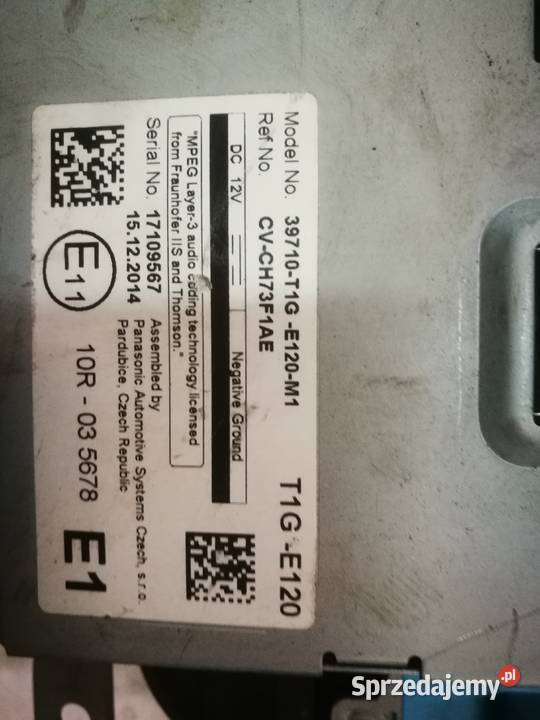 Model No. 39710-T1G -E120-M1
Ref No. CV-CH73F1AE
T1G -E120
DC 12V
Negative Ground
"MPEG Layer-3 audio coding technology licensed
from Fraunhofer IIS and Thomson."
Serial No. 17109567
15.12.2014
Assembled by
Panasonic Automotive Systems Czech, s.r.o.
Pardubice, Czech Republic
E11
10R - 03 5678
E1
Sprzedajemy.pl